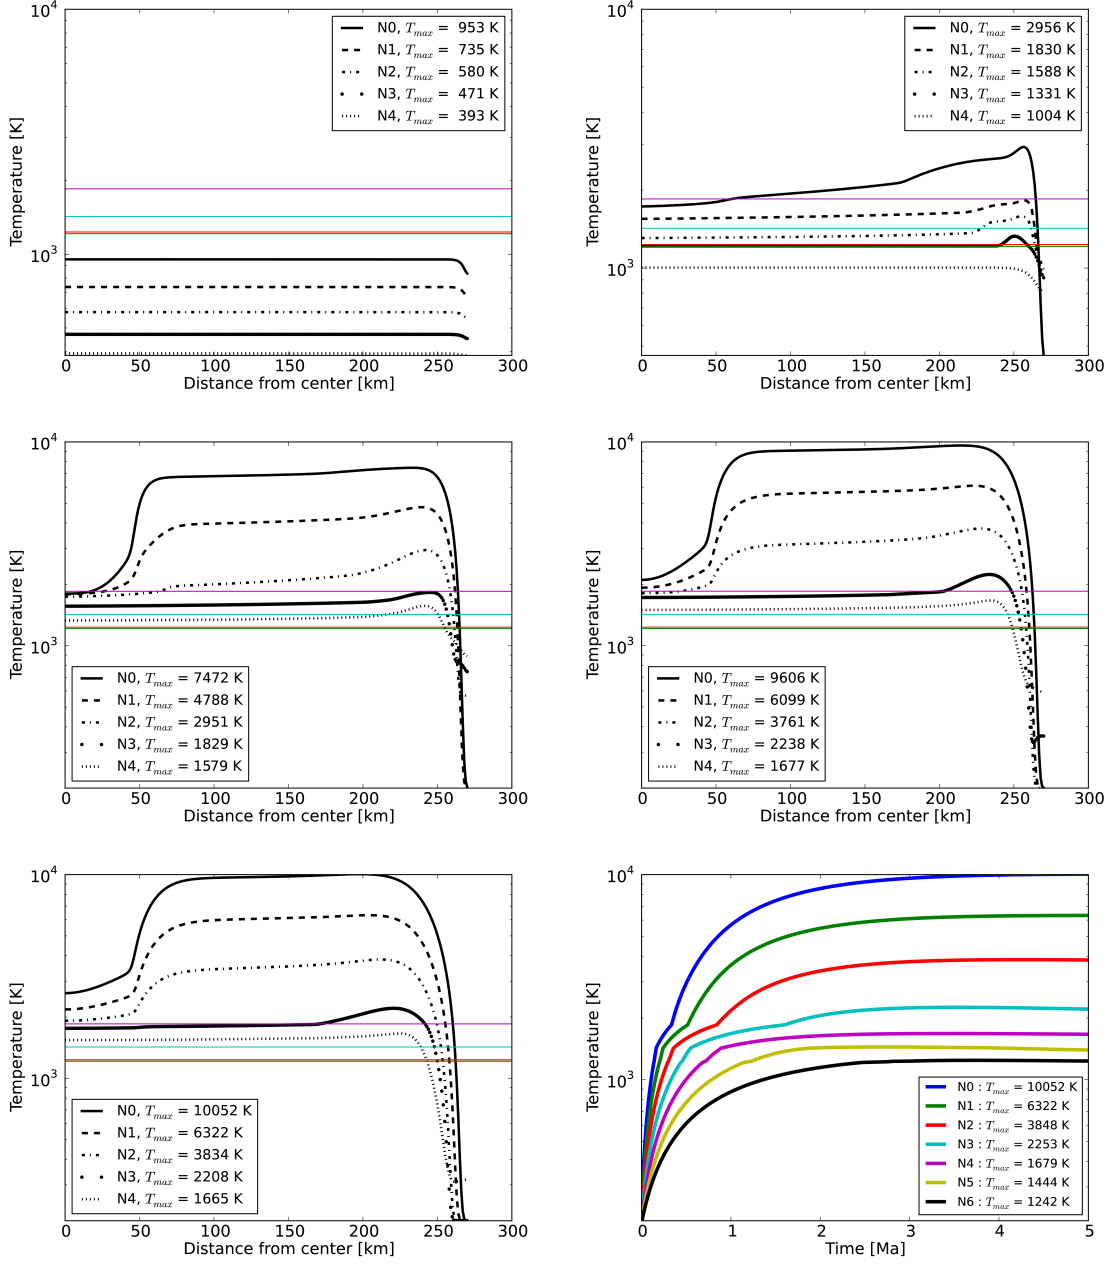 10^4
Temperature [K]
10^3
N0, T_max = 953 K
N1, T_max = 735 K
N2, T_max = 580 K
N3, T_max = 471 K
N4, T_max = 393 K
0 50 100 150 200 250 300
Distance from center [km]
10^4
Temperature [K]
10^3
N0, T_max = 2956 K
N1, T_max = 1830 K
N2, T_max = 1588 K
N3, T_max = 1331 K
N4, T_max = 1004 K
0 50 100 150 200 250 300
Distance from center [km]
10^4
Temperature [K]
10^3
N0, T_max = 7472 K
N1, T_max = 4788 K
N2, T_max = 2951 K
N3, T_max = 1829 K
N4, T_max = 1579 K
0 50 100 150 200 250 300
Distance from center [km]
10^4
Temperature [K]
10^3
N0, T_max = 9606 K
N1, T_max = 6099 K
N2, T_max = 3761 K
N3, T_max = 2238 K
N4, T_max = 1677 K
0 50 100 150 200 250 300
Distance from center [km]
10^4
Temperature [K]
10^3
N0, T_max = 10052 K
N1, T_max = 6322 K
N2, T_max = 3834 K
N3, T_max = 2208 K
N4, T_max = 1665 K
0 50 100 150 200 250 300
Distance from center [km]
10^4
Temperature [K]
10^3
N0 : T_max = 10052 K
N1 : T_max = 6322 K
N2 : T_max = 3848 K
N3 : T_max = 2253 K
N4 : T_max = 1679 K
N5 : T_max = 1444 K
N6 : T_max = 1242 K
0 1 2 3 4 5
Time [Ma]